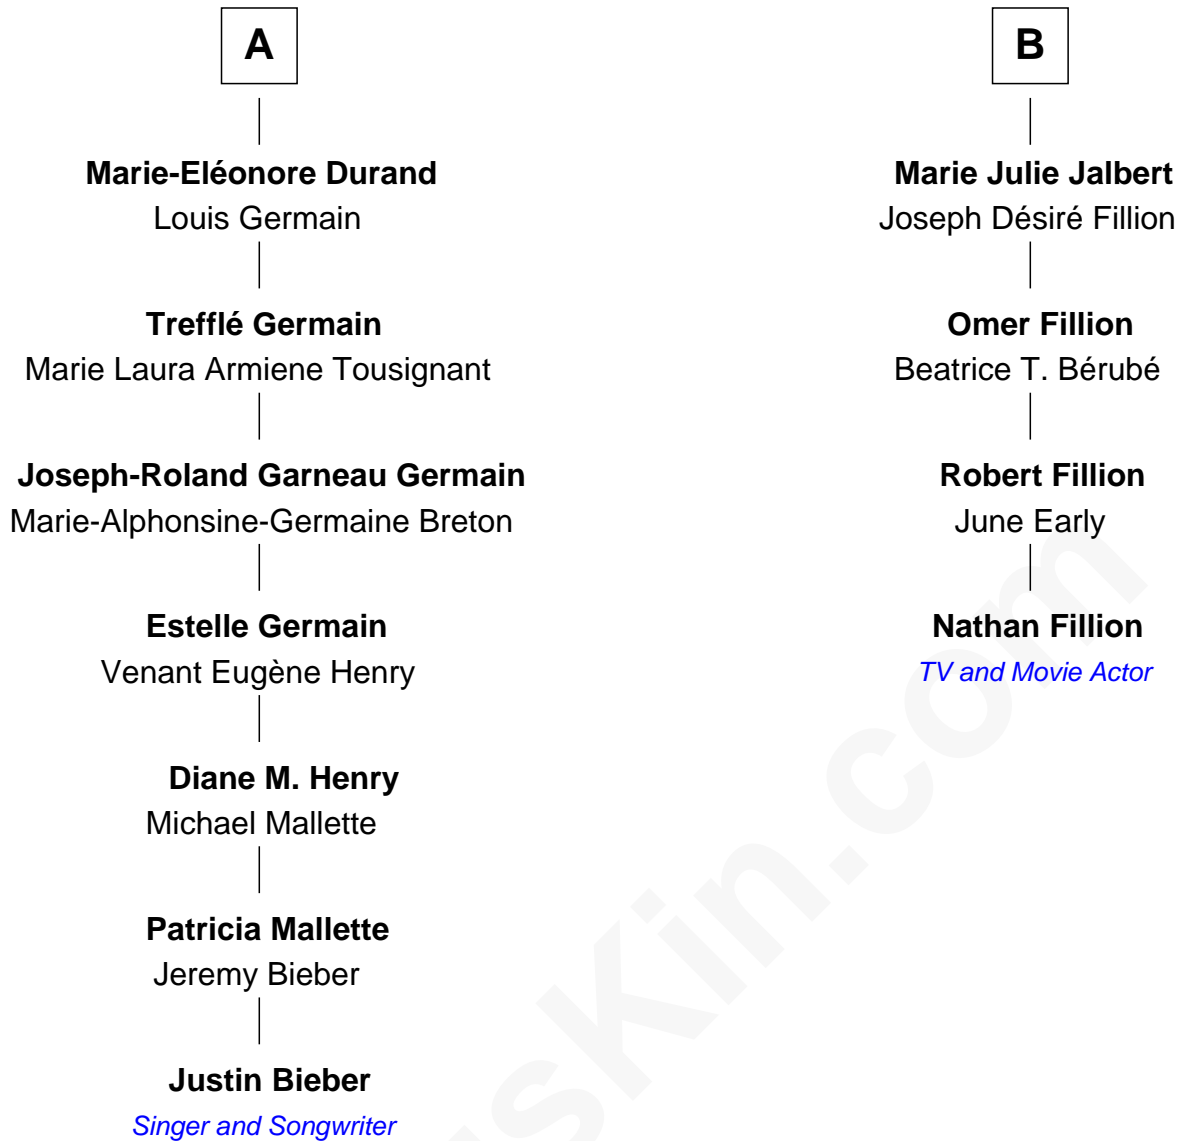 A
Marie-Eléonore Durand
Louis Germain
Trefflé Germain
Marie Laura Armiene Tousignant
Joseph-Roland Garneau Germain
Marie-Alphonsine-Germaine Breton
Estelle Germain
Venant Eugène Henry
Diane M. Henry
Michael Mallette
Patricia Mallette
Jeremy Bieber
Justin Bieber
Singer and Songwriter
B
Marie Julie Jalbert
Joseph Désiré Fillion
Omer Fillion
Beatrice T. Bérubé
Robert Fillion
June Early
Nathan Fillion
TV and Movie Actor